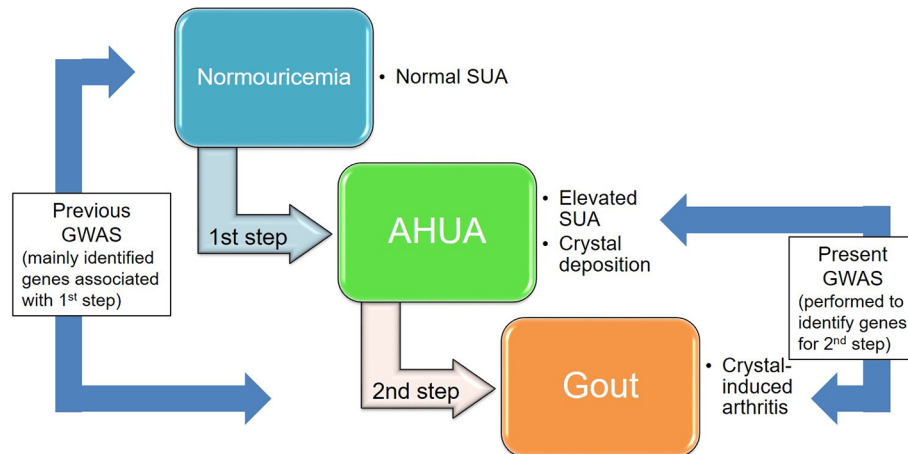 Normouricemia
• Normal SUA
Previous
GWAS
(mainly identified
genes associated
with 1st step)
1st step
AHUA
• Elevated
SUA
• Crystal
deposition
Present
GWAS
(performed to
identify genes
for 2nd step)
2nd step
Gout
• Crystal-
induced
arthritis